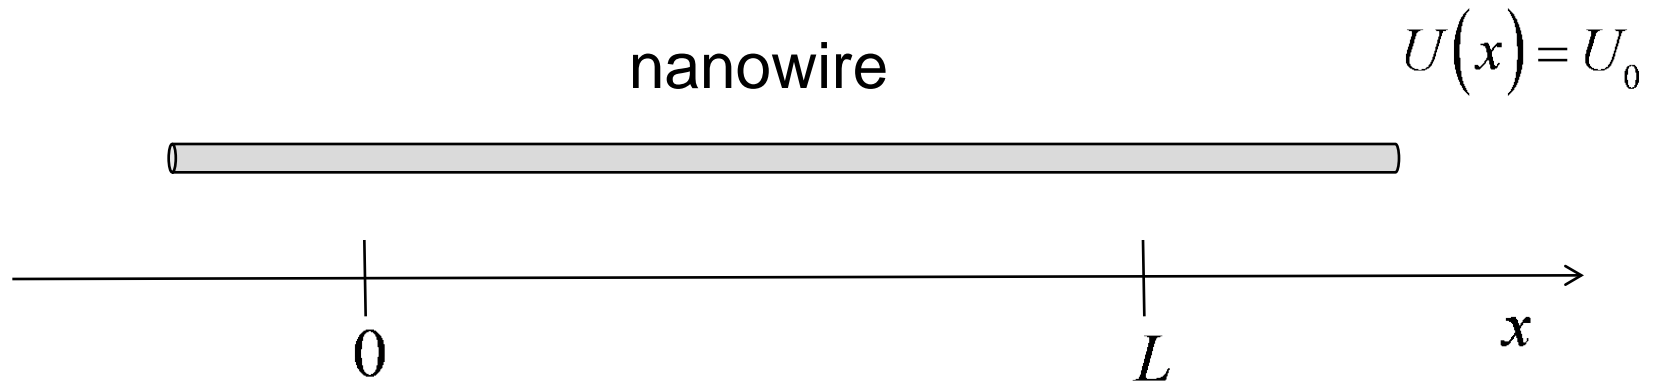 nanowire
U(x) = U₀
0
L
x